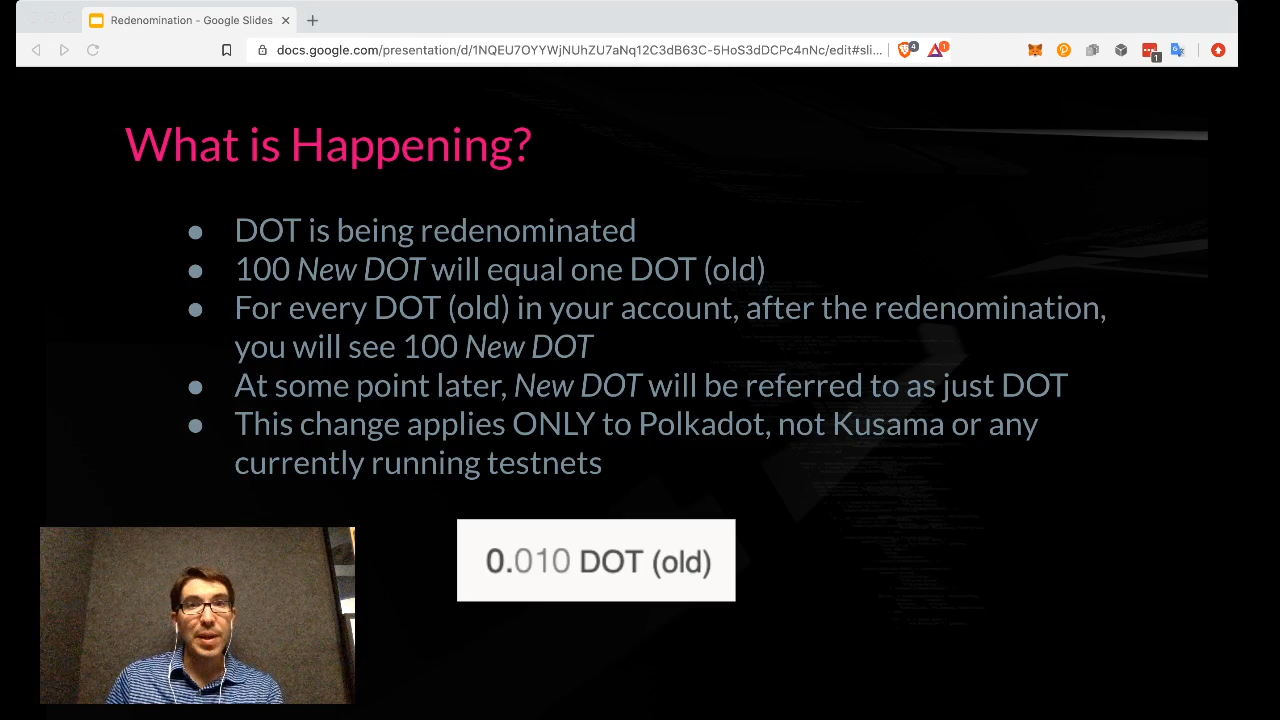 Redenomination - Google Slides
docs.google.com/presentation/d/1NQEU7OYYWjNUhZU7aNq12C3dB63C-5HoS3dDCPc4nNc/edit#sli...
4
1
1
What is Happening?
● DOT is being redenominated
● 100 New DOT will equal one DOT (old)
● For every DOT (old) in your account, after the redenomination,
you will see 100 New DOT
● At some point later, New DOT will be referred to as just DOT
● This change applies ONLY to Polkadot, not Kusama or any
currently running testnets
0.010 DOT (old)